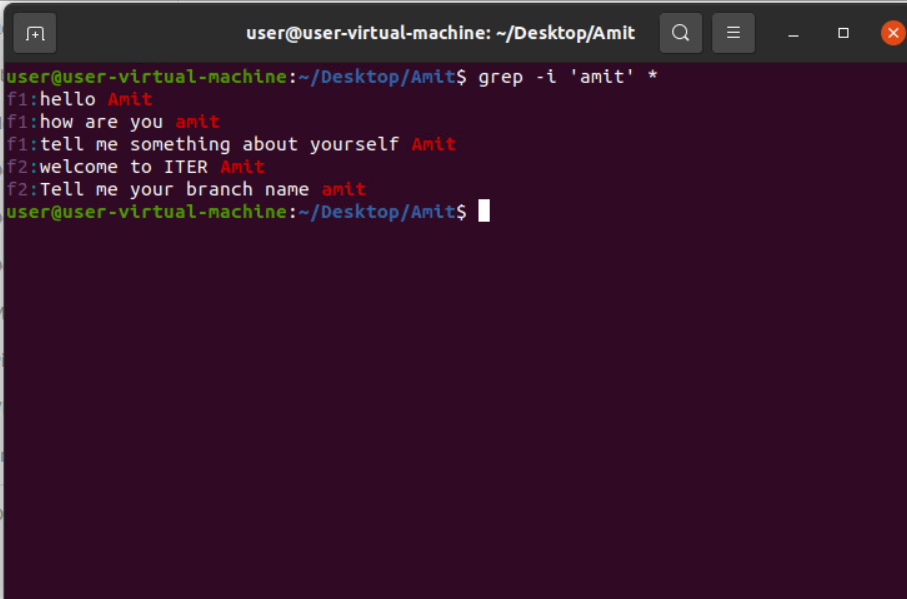 user@user-virtual-machine: ~/Desktop/Amit
user@user-virtual-machine:~/Desktop/Amit$ grep -i 'amit' *
f1:hello Amit
f1:how are you amit
f1:tell me something about yourself Amit
f2:welcome to ITER Amit
f2:Tell me your branch name amit
user@user-virtual-machine:~/Desktop/Amit$